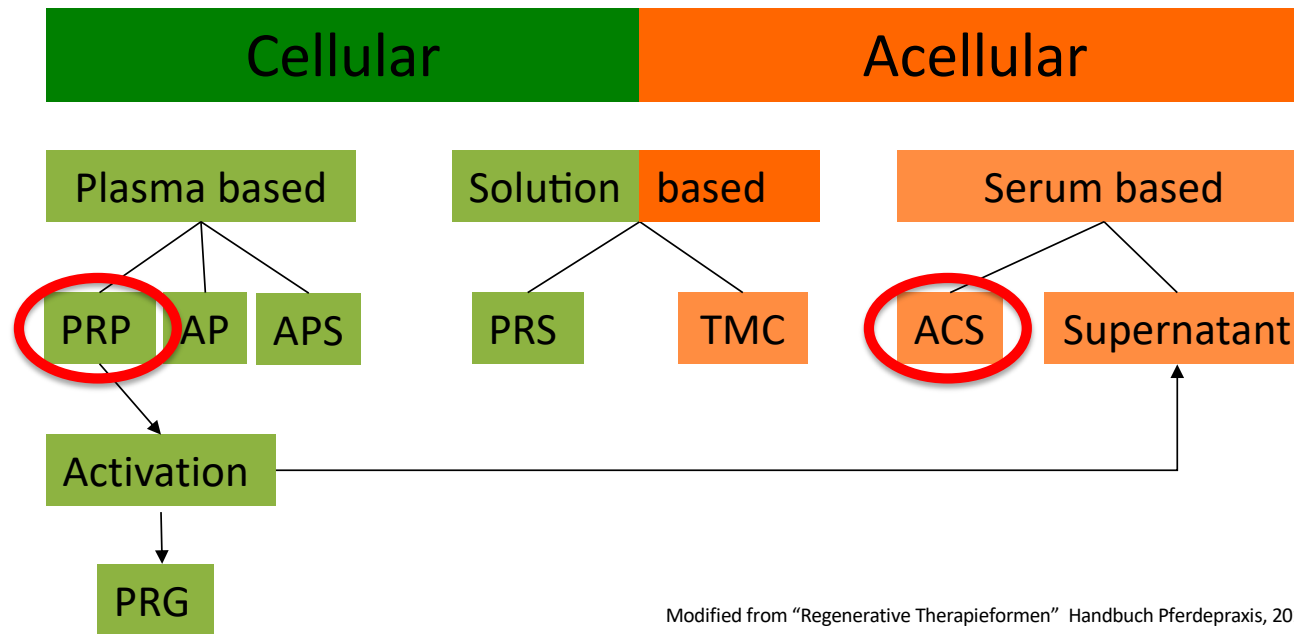 Cellular Acellular
Plasma based Solution based Serum based
PRP AP APS PRS TMC ACS Supernatant
Activation
PRG
Modified from “Regenerative Therapieformen” Handbuch Pferdepraxis, 20